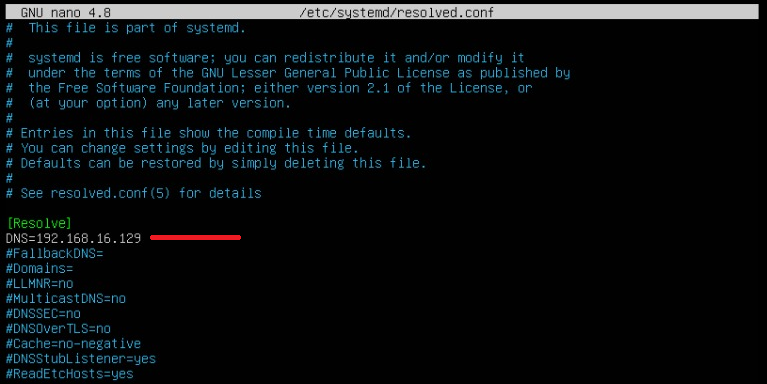 GNU nano 4.8 /etc/systemd/resolved.conf
#  This file is part of systemd.
#
#  systemd is free software; you can redistribute it and/or modify it
#  under the terms of the GNU Lesser General Public License as published by
#  the Free Software Foundation; either version 2.1 of the License, or
#  (at your option) any later version.
#
# Entries in this file show the compile time defaults.
# You can change settings by editing this file.
# Defaults can be restored by simply deleting this file.
#
# See resolved.conf(5) for details
[Resolve]
DNS=192.168.16.129
#FallbackDNS=
#Domains=
#LLMNR=no
#MulticastDNS=no
#DNSSEC=no
#DNSOverTLS=no
#Cache=no-negative
#DNSStubListener=yes
#ReadEtcHosts=yes